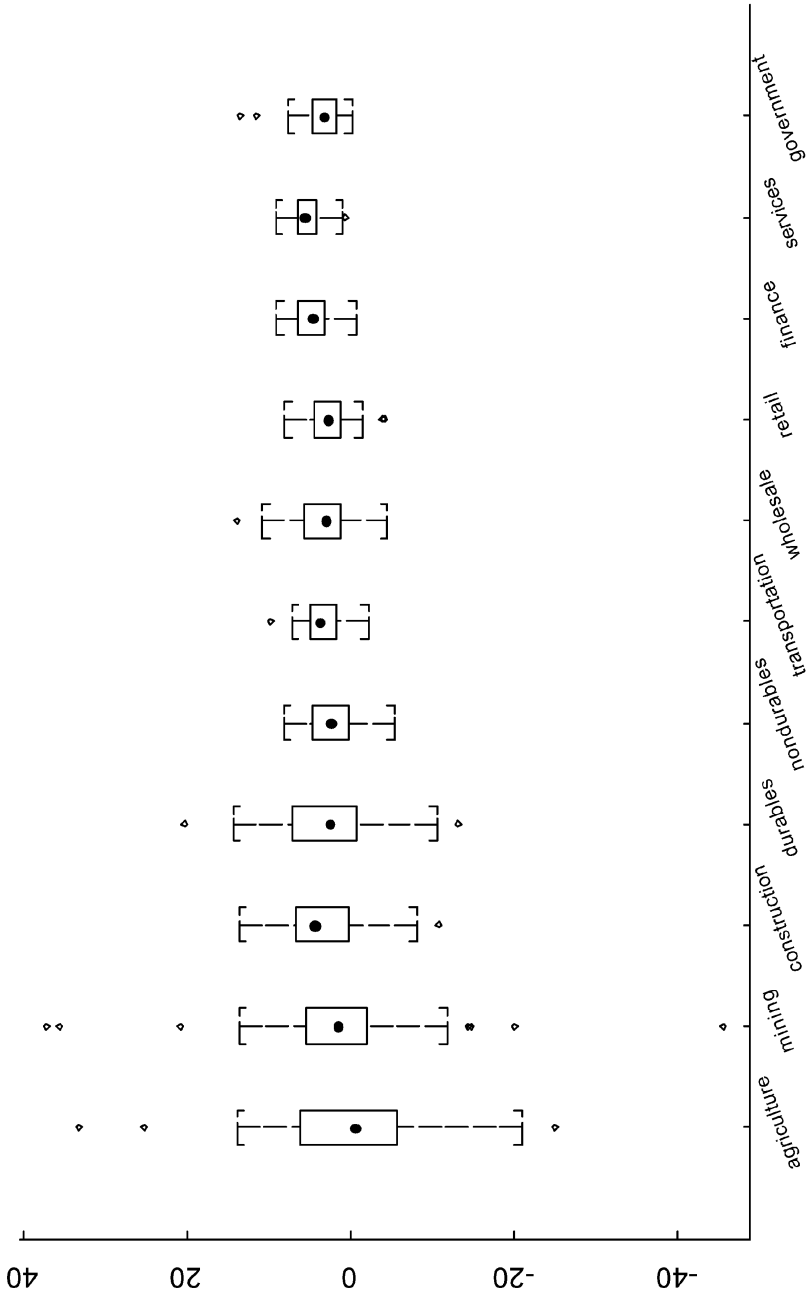 government
services
finance
retail
wholesale
transportation
nondurables
durables
construction
mining
agriculture
40
20
0
-20
-40